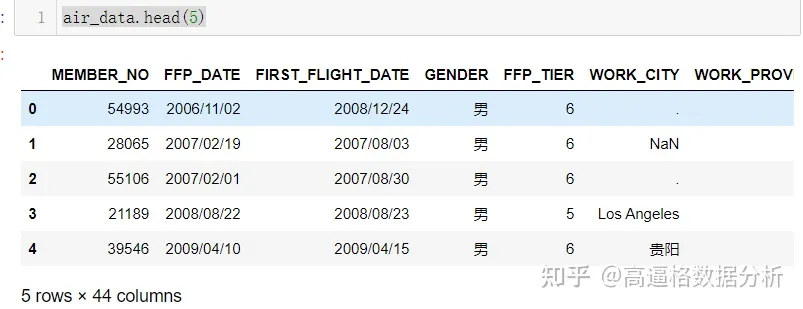 : 1 air_data.head(5)
:
MEMBER_NO FFP_DATE FIRST_FLIGHT_DATE GENDER FFP_TIER WORK_CITY WORK_PROVI
0 54993 2006/11/02 2008/12/24 男 6 .
1 28065 2007/02/19 2007/08/03 男 6 NaN
2 55106 2007/02/01 2007/08/30 男 6 .
3 21189 2008/08/22 2008/08/23 男 5 Los Angeles
4 39546 2009/04/10 2009/04/15 男 6 贵阳
知乎 @高逼格数据分析
5 rows × 44 columns